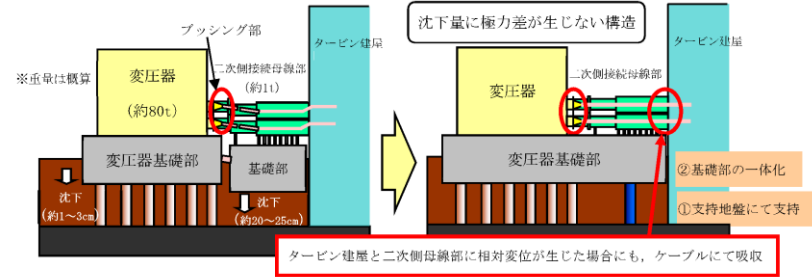 ブッシング部
タービン建屋
二次側接続母線部
(約1t)
※重量は概算
変圧器
(約80t)
変圧器基礎部
基礎部
沈下
(約1~3cm)
沈下
(約20~25cm)
沈下量に極力差が生じない構造
タービン建屋
二次側接続母線部
変圧器
変圧器基礎部
②基礎部の一体化
①支持地盤にて支持
タービン建屋と二次側母線部に相対変位が生じた場合にも，ケーブルにて吸収